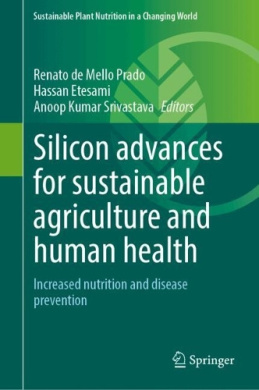 Sustainable Plant Nutrition in a Changing World
Renato de Mello Prado
Hassan Etesami
Anoop Kumar Srivastava Editors
Silicon advances
for sustainable
agriculture and
human health
Increased nutrition and disease
prevention
Springer